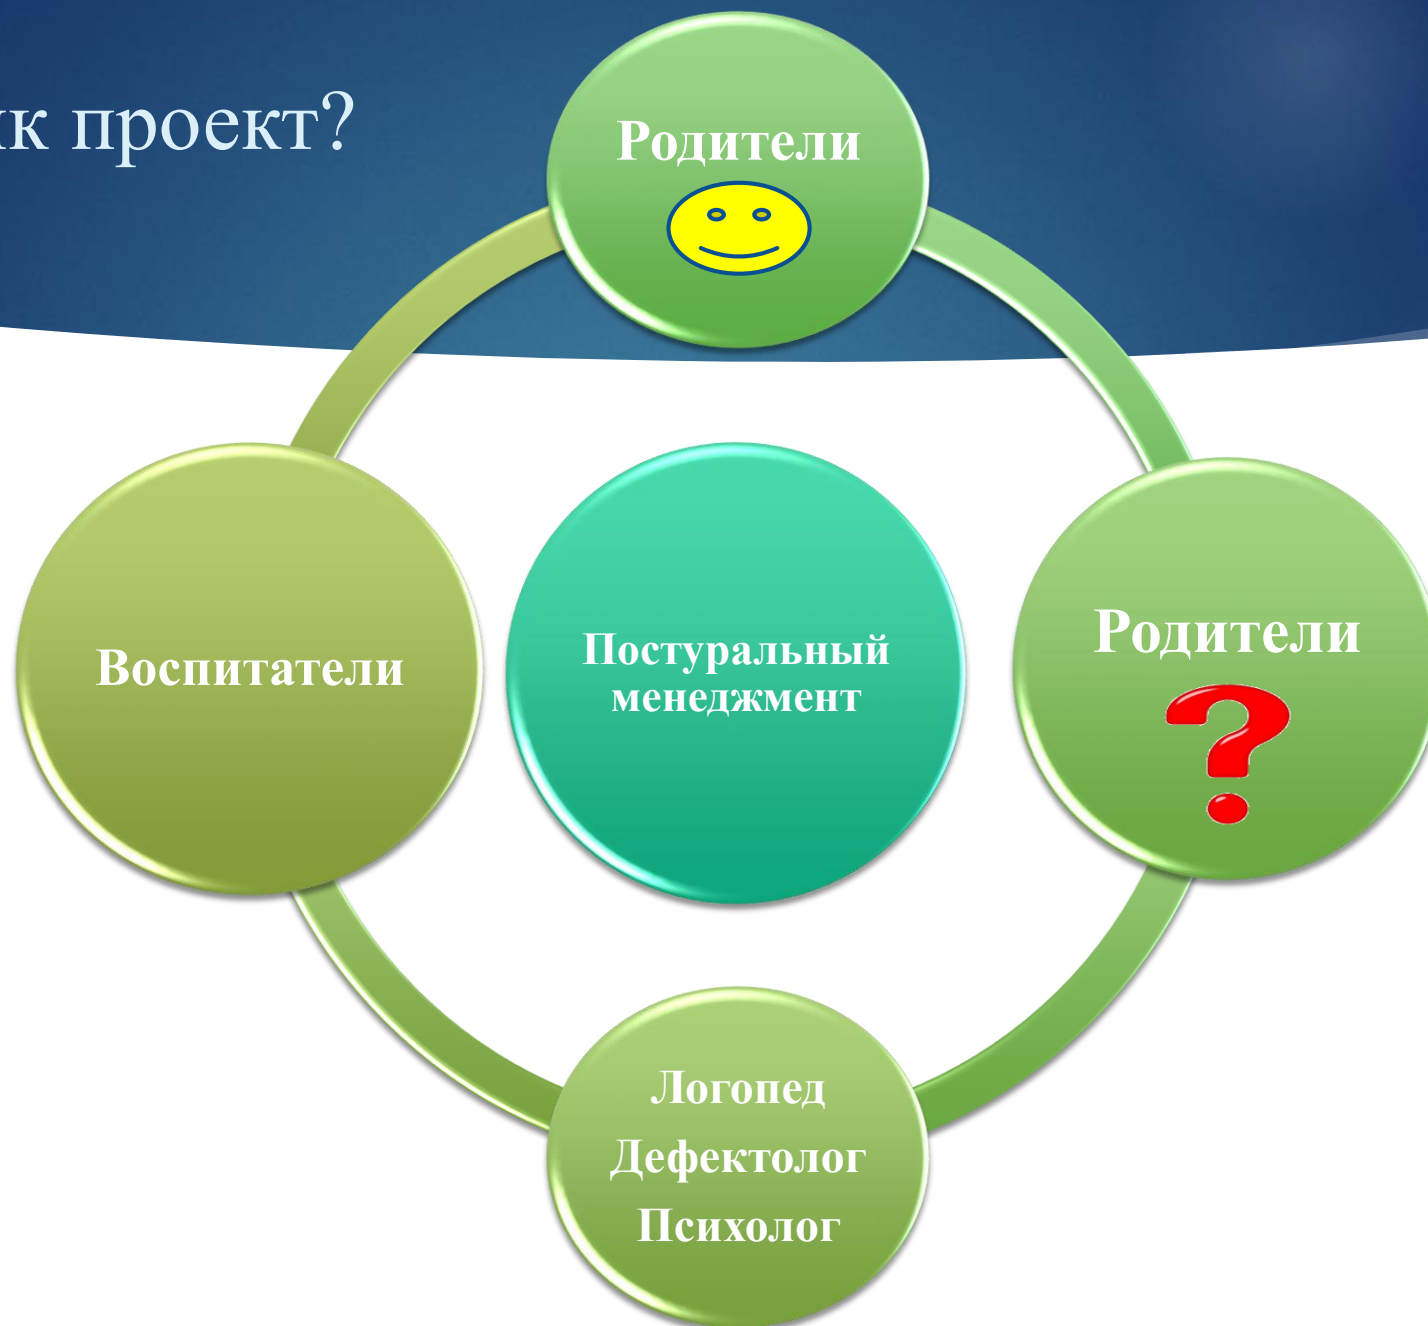 к проект?
Родители
Воспитатели
Постуральный
менеджмент
Родители
?
Логопед
Дефектолог
Психолог